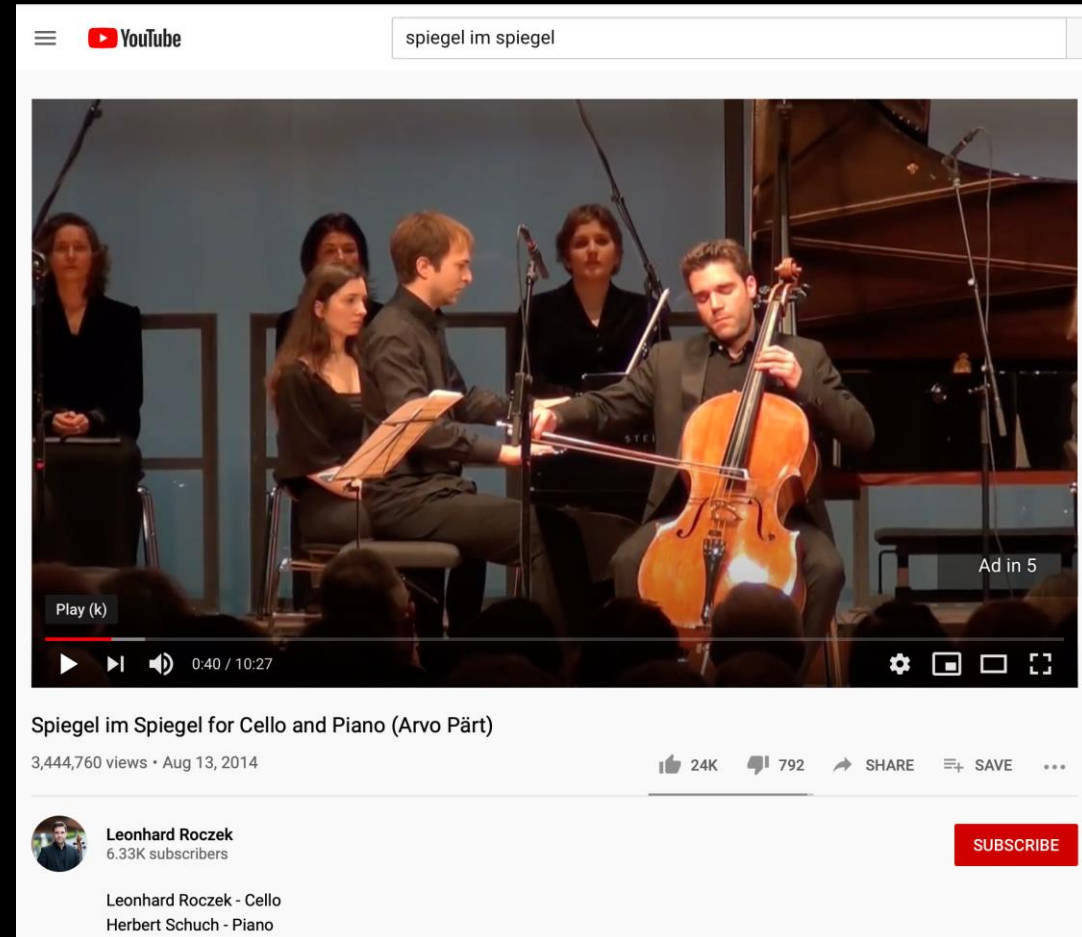 YouTube
spiegel im spiegel
STEI
Ad in 5
Play (k)
0:40 / 10:27
Spiegel im Spiegel for Cello and Piano (Arvo Pärt)
3,444,760 views • Aug 13, 2014
24K 792 SHARE SAVE
Leonhard Roczek
6.33K subscribers
SUBSCRIBE
Leonhard Roczek - Cello
Herbert Schuch - Piano